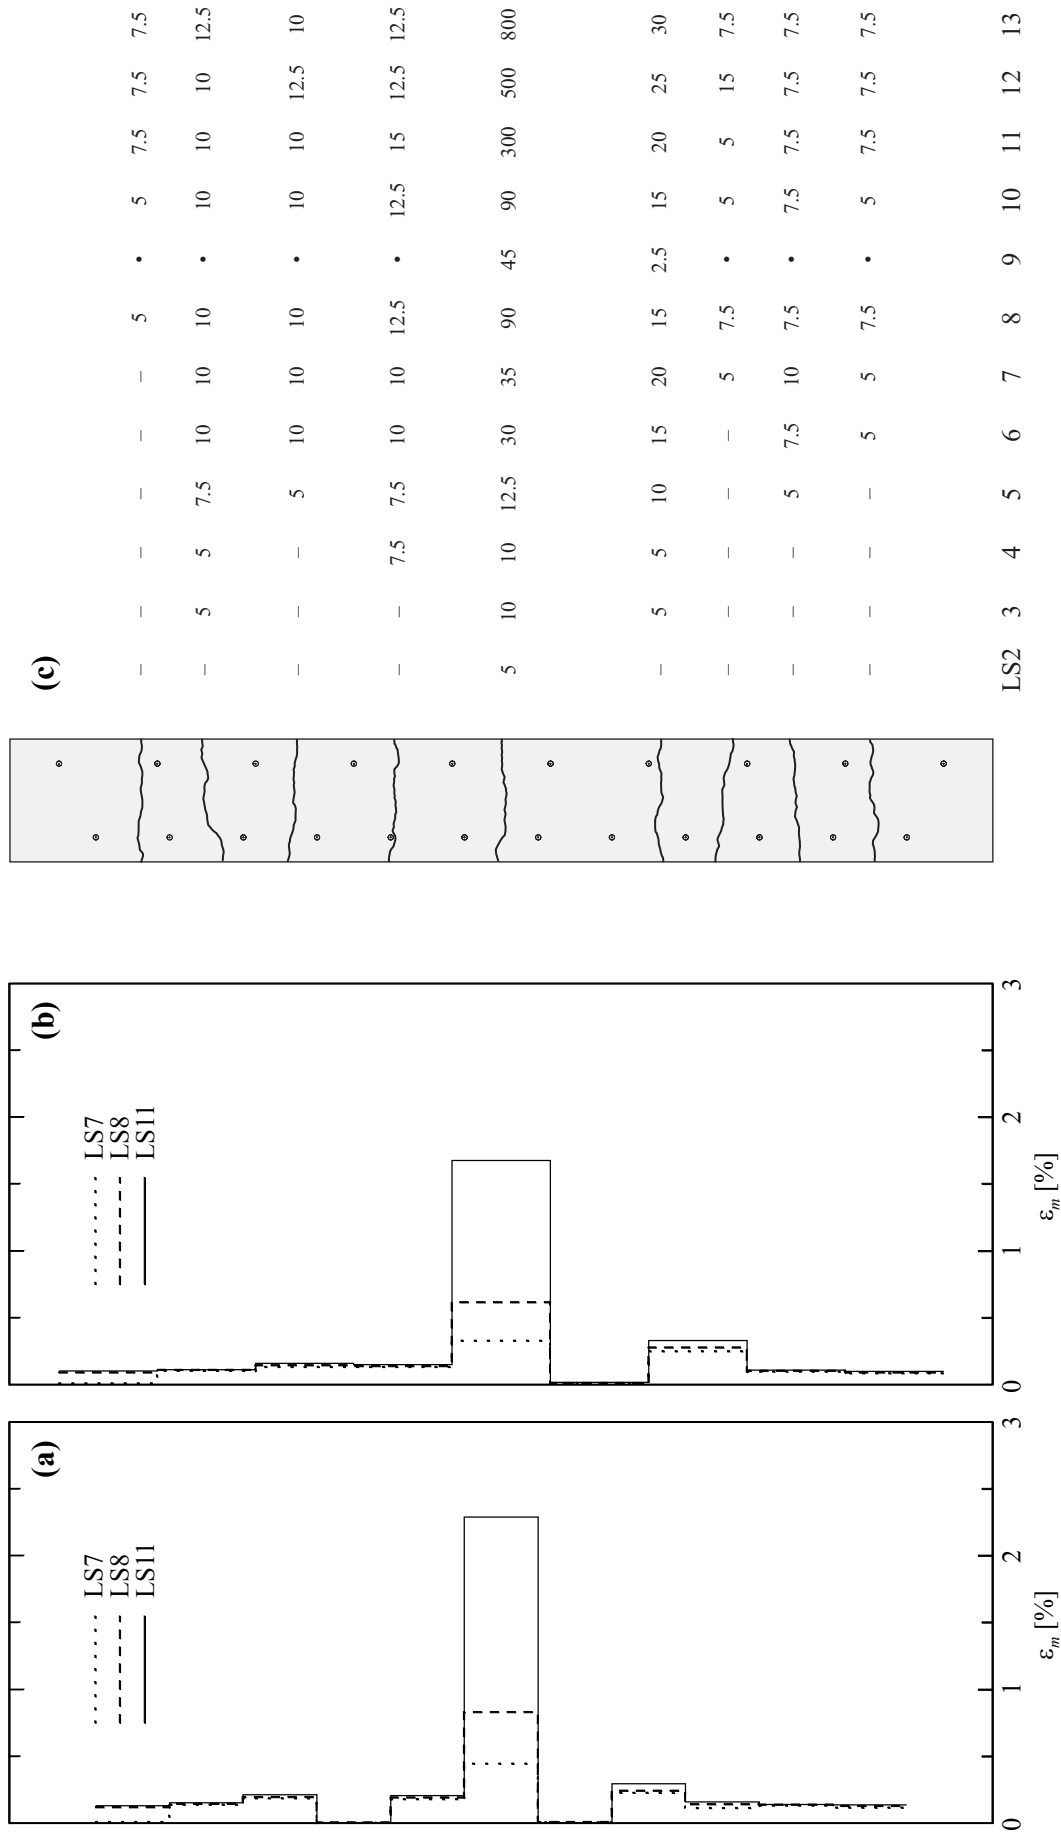 (a)
LS7
LS8
LS11
0 1 2 3
εm [%]
(b)
LS7
LS8
LS11
0 1 2 3
εm [%]
(c)
– – – – – – 5 • 5 7.5 7.5 7.5
– 5 5 7.5 10 10 10 • 10 10 10 12.5
– – – 5 10 10 10 • 10 10 12.5 10
– – 7.5 7.5 10 10 12.5 • 12.5 15 12.5 12.5
5 10 10 12.5 30 35 90 45 90 300 500 800
– 5 5 10 15 20 15 2.5 15 20 25 30
– – – – – 5 7.5 • 5 5 15 7.5
– – – 5 7.5 10 7.5 • 7.5 7.5 7.5 7.5
– – – – 5 5 7.5 • 5 7.5 7.5 7.5
LS2 3 4 5 6 7 8 9 10 11 12 13